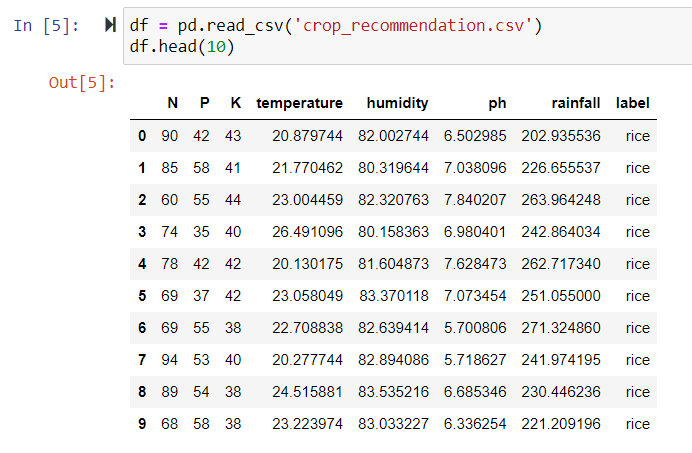 In [5]: df = pd.read_csv('crop_recommendation.csv')
df.head(10)
Out[5]:
N P K temperature humidity ph rainfall label
0 90 42 43 20.879744 82.002744 6.502985 202.935536 rice
1 85 58 41 21.770462 80.319644 7.038096 226.655537 rice
2 60 55 44 23.004459 82.320763 7.840207 263.964248 rice
3 74 35 40 26.491096 80.158363 6.980401 242.864034 rice
4 78 42 42 20.130175 81.604873 7.628473 262.717340 rice
5 69 37 42 23.058049 83.370118 7.073454 251.055000 rice
6 69 55 38 22.708838 82.639414 5.700806 271.324860 rice
7 94 53 40 20.277744 82.894086 5.718627 241.974195 rice
8 89 54 38 24.515881 83.535216 6.685346 230.446236 rice
9 68 58 38 23.223974 83.033227 6.336254 221.209196 rice